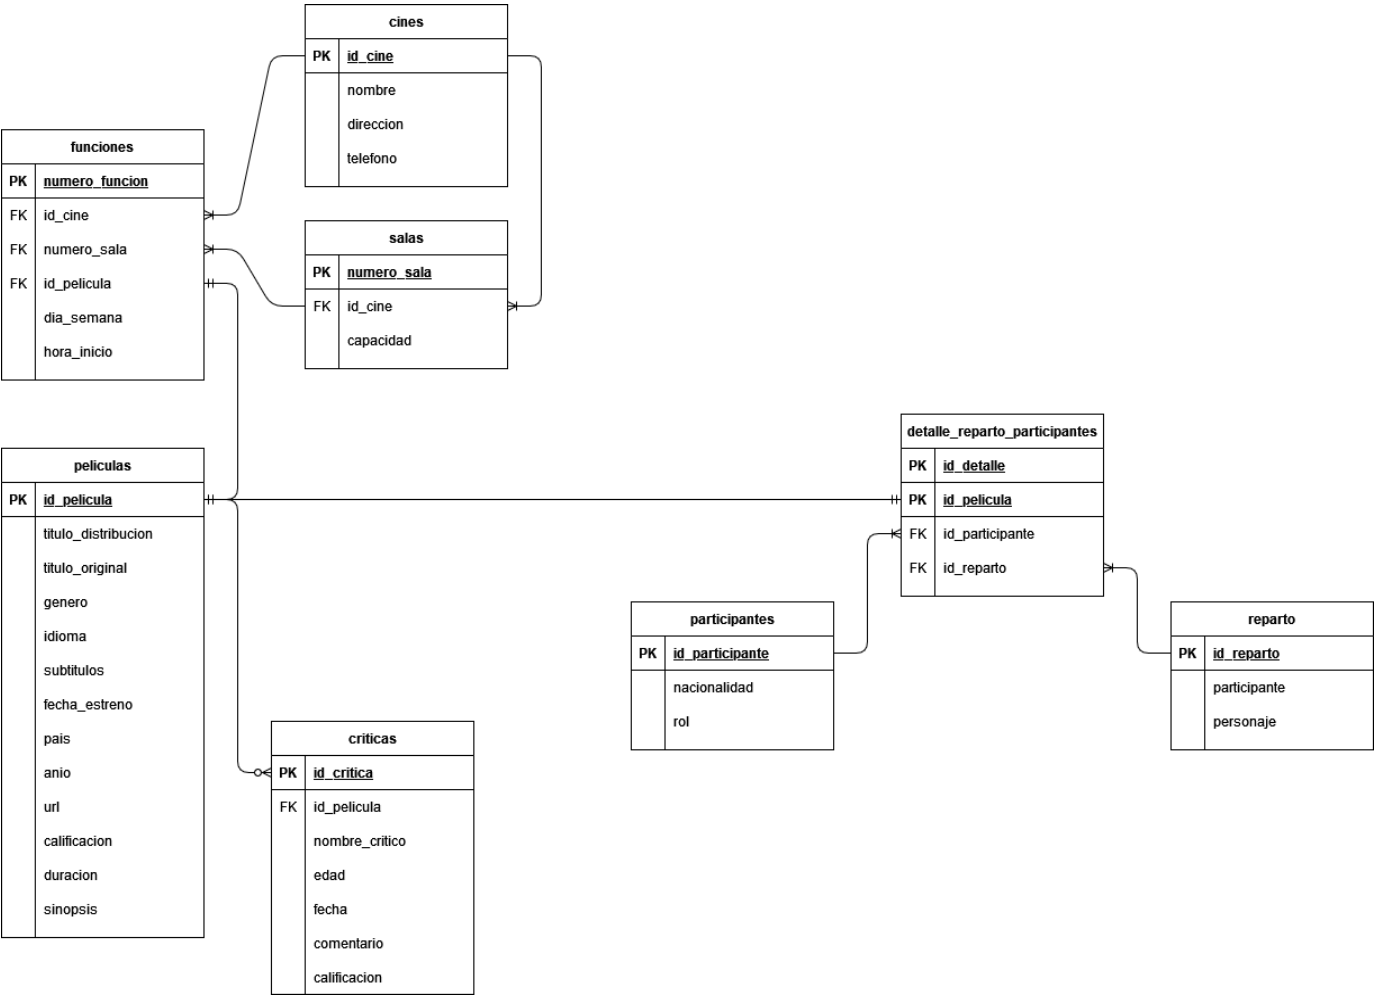 cines
PK id_cine
nombre
direccion
telefono
funciones
PK numero_funcion
FK id_cine
FK numero_sala
FK id_pelicula
dia_semana
hora_inicio
salas
PK numero_sala
FK id_cine
capacidad
peliculas
PK id_pelicula
titulo_distribucion
titulo_original
genero
idioma
subtitulos
fecha_estreno
pais
anio
url
calificacion
duracion
sinopsis
detalle_reparto_participantes
PK id_detalle
PK id_pelicula
FK id_participante
FK id_reparto
participantes
PK id_participante
nacionalidad
rol
reparto
PK id_reparto
participante
personaje
criticas
PK id_critica
FK id_pelicula
nombre_critico
edad
fecha
comentario
calificacion